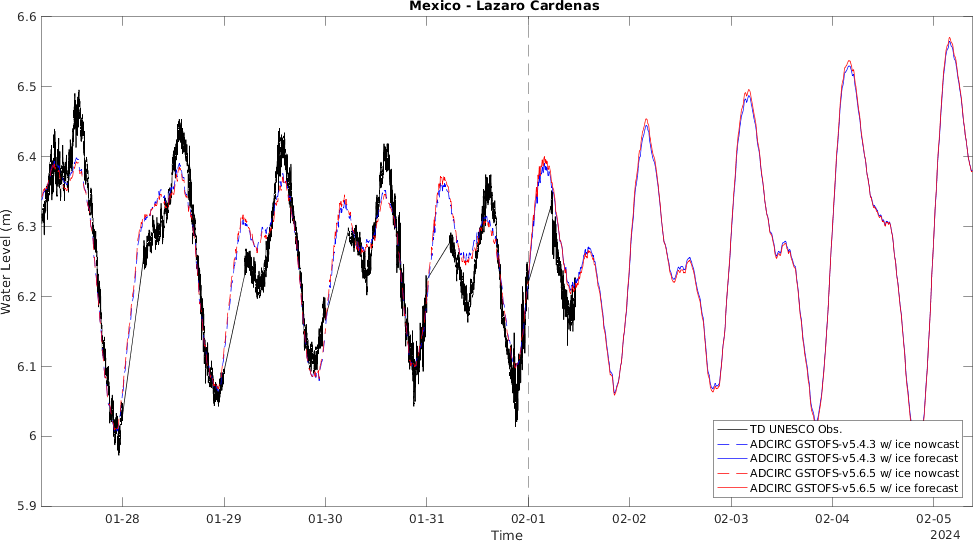 Mexico - Lazaro Cardenas
6.6
6.5
6.4
6.3
6.2
6.1
6
5.9
Water Level (m)
01-28
01-29
01-30
01-31
02-01
02-02
02-03
02-04
02-05
Time
2024
TD UNESCO Obs.
ADCIRC GSTOFS-v5.4.3 w/ ice nowcast
ADCIRC GSTOFS-v5.4.3 w/ ice forecast
ADCIRC GSTOFS-v5.6.5 w/ ice nowcast
ADCIRC GSTOFS-v5.6.5 w/ ice forecast